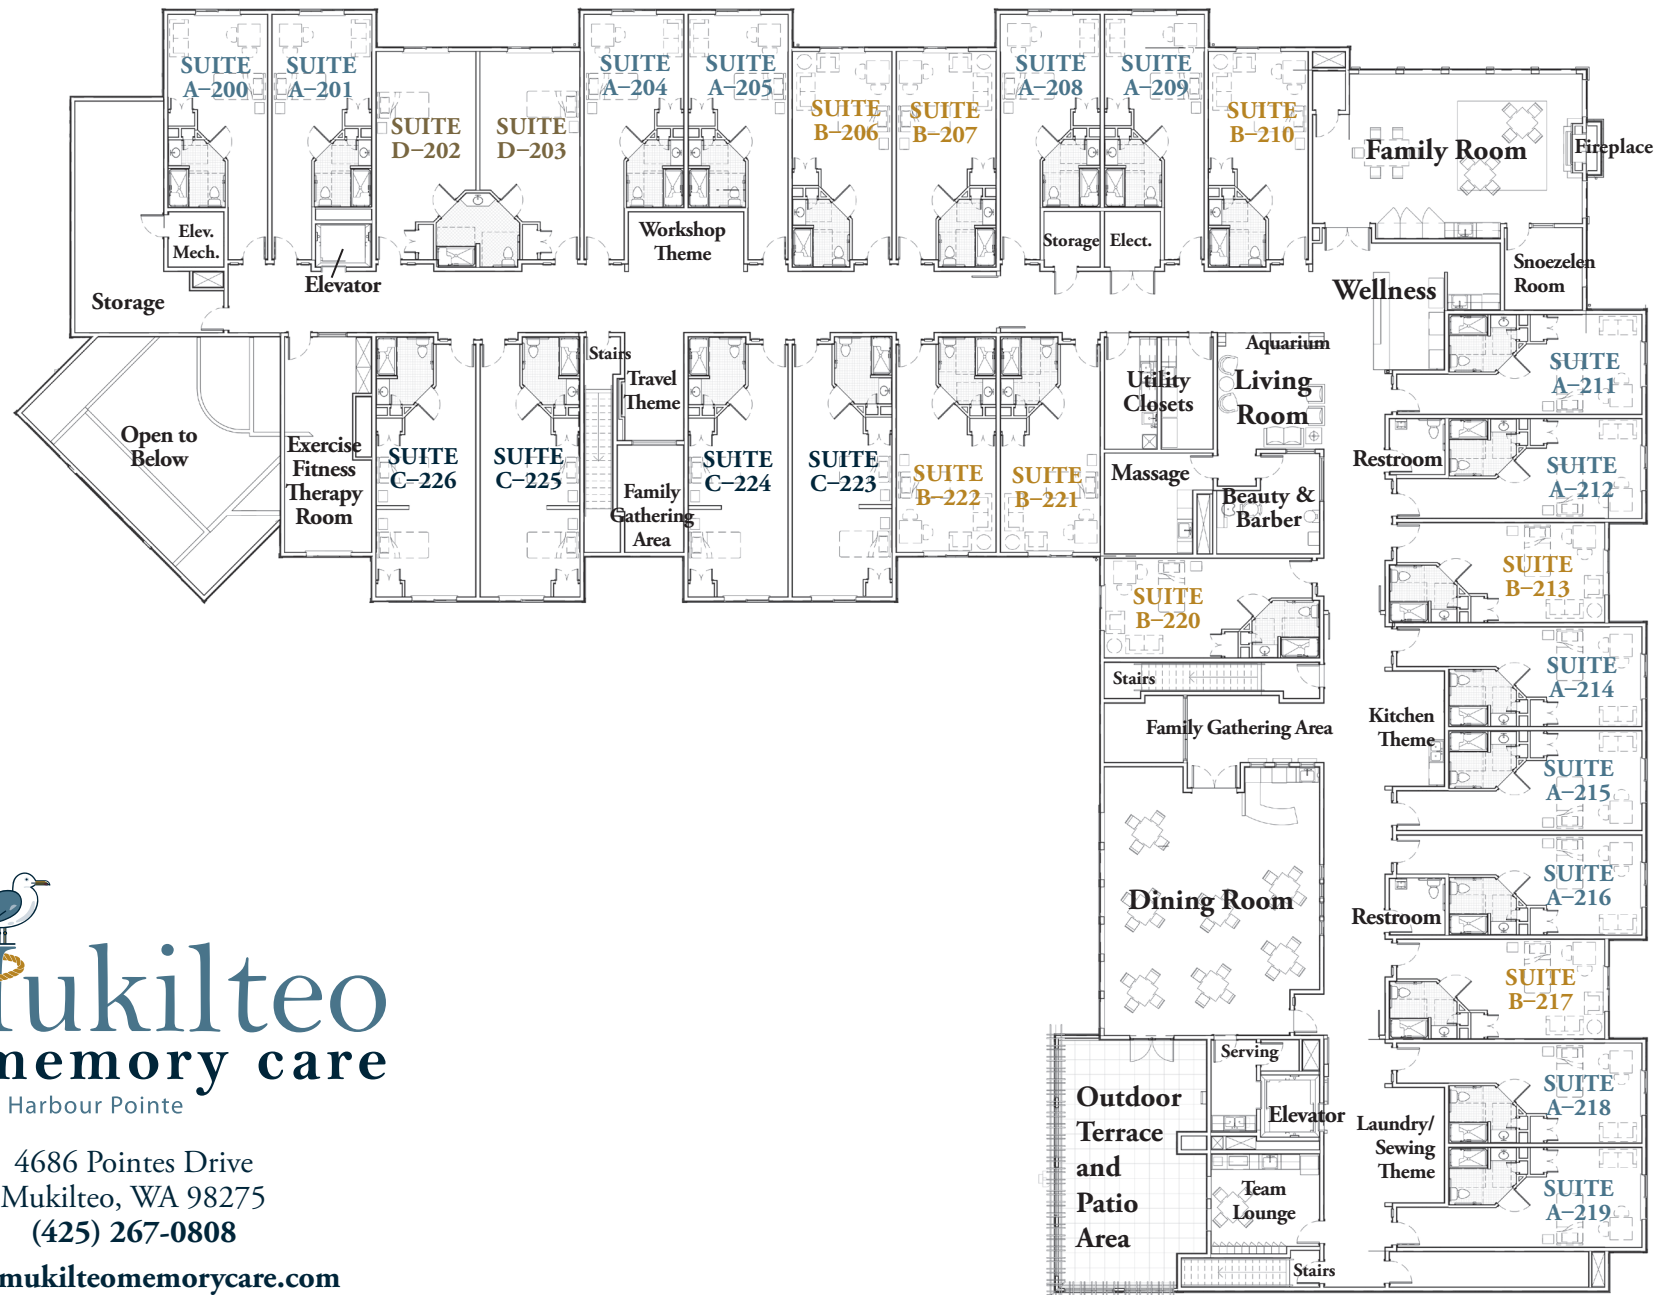 SUITE
A–200
SUITE
A–201
SUITE
D–202
SUITE
D–203
SUITE
A–204
SUITE
A–205
SUITE
B–206
SUITE
B–207
SUITE
A–208
SUITE
A–209
SUITE
B–210
Family Room
Fireplace
Elev.
Mech.
Elevator
Storage
Workshop
Theme
Storage
Elect.
Wellness
Snoezelen
Room
Open to
Below
Exercise
Fitness
Therapy
Room
SUITE
C–226
SUITE
C–225
Stairs
Travel
Theme
Family
Gathering
Area
SUITE
C–224
SUITE
C–223
SUITE
B–222
SUITE
B–221
Utility
Closets
Aquarium
Living
Room
Massage
Beauty &
Barber
SUITE
A–211
Restroom
SUITE
A–212
SUITE
B–213
SUITE
B–220
Stairs
Family Gathering Area
SUITE
A–214
Kitchen
Theme
SUITE
A–215
Dining Room
SUITE
A–216
Restroom
SUITE
B–217
Serving
Elevator
Outdoor
Terrace
and
Patio
Area
Team
Lounge
Stairs
SUITE
A–218
Laundry/
Sewing
Theme
SUITE
A–219
Mukilteo
memory care
Harbour Pointe
4686 Pointes Drive
Mukilteo, WA 98275
(425) 267-0808
mukilteomemorycare.com